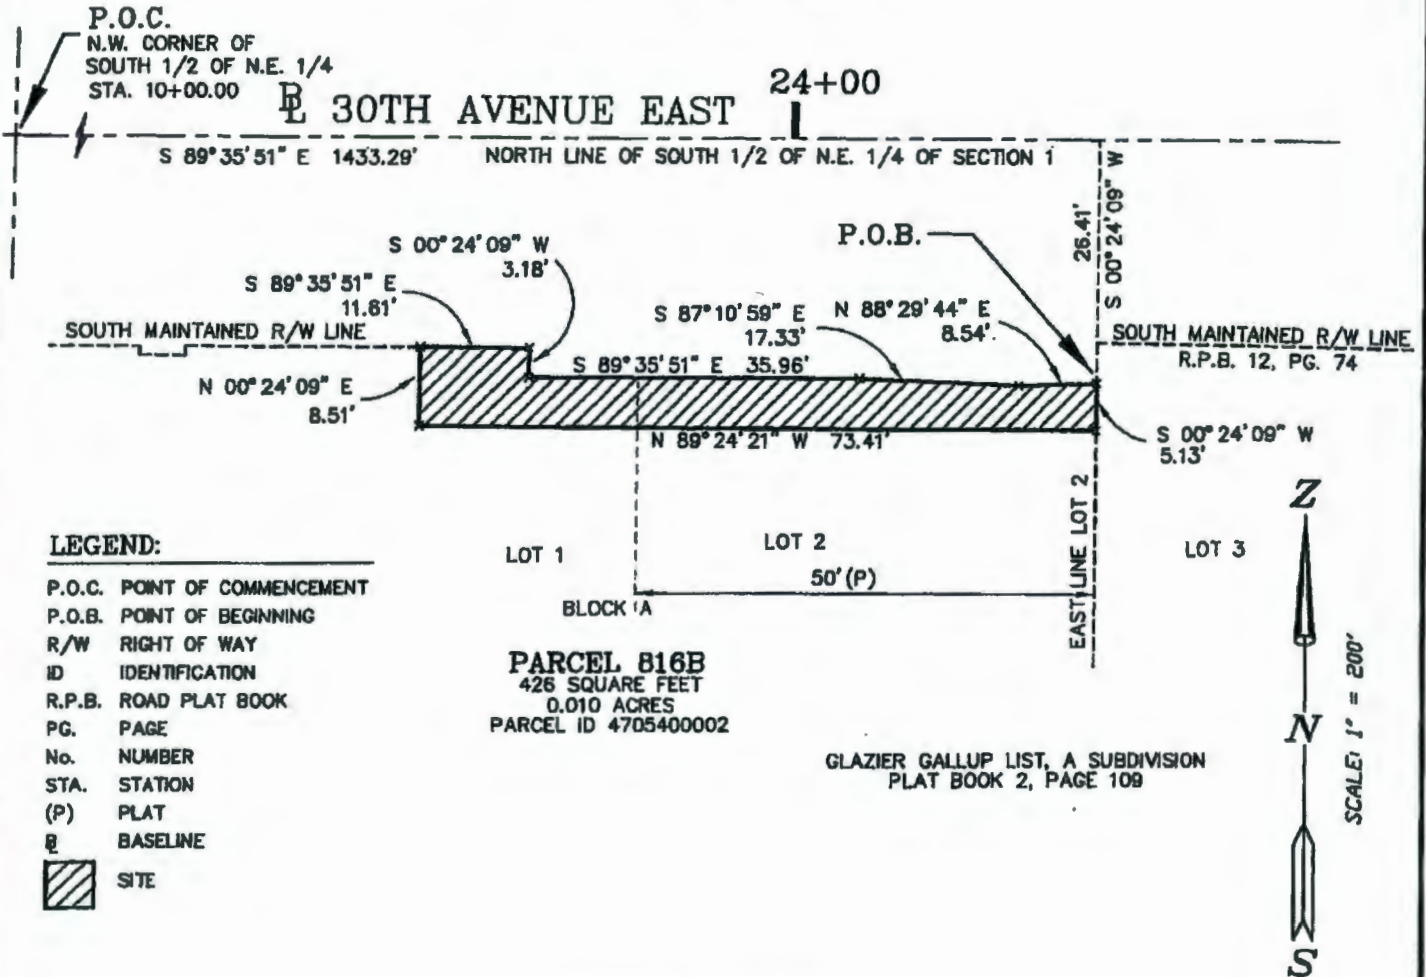 P.O.C.
N.W. CORNER OF
SOUTH 1/2 OF N.E. 1/4
STA. 10+00.00
BL 30TH AVENUE EAST
24+00
S 89°35'51" E 1433.29'
NORTH LINE OF SOUTH 1/2 OF N.E. 1/4 OF SECTION 1
26.41'
S 00°24'09" W
P.O.B.
S 00°24'09" W
3.18'
S 89°35'51" E
11.61'
S 87°10'59" E
17.33'
N 88°29'44" E
8.54'
SOUTH MAINTAINED R/W LINE
SOUTH MAINTAINED R/W LINE
R.P.B. 12, PG. 74
S 89°35'51" E 35.96'
N 00°24'09" E
8.51'
N 89°24'21" W 73.41'
S 00°24'09" W
5.13'
LOT 1
LOT 2
LOT 3
EAST LINE LOT 2
50'(P)
BLOCK A
PARCEL 816B
426 SQUARE FEET
0.010 ACRES
PARCEL ID 4705400002
GLAZIER GALLUP LIST, A SUBDIVISION
PLAT BOOK 2, PAGE 109
LEGEND:
P.O.C. POINT OF COMMENCEMENT
P.O.B. POINT OF BEGINNING
R/W RIGHT OF WAY
ID IDENTIFICATION
R.P.B. ROAD PLAT BOOK
PG. PAGE
No. NUMBER
STA. STATION
(P) PLAT
BL BASELINE
SITE
Z
N
S
SCALE: 1" = 200'